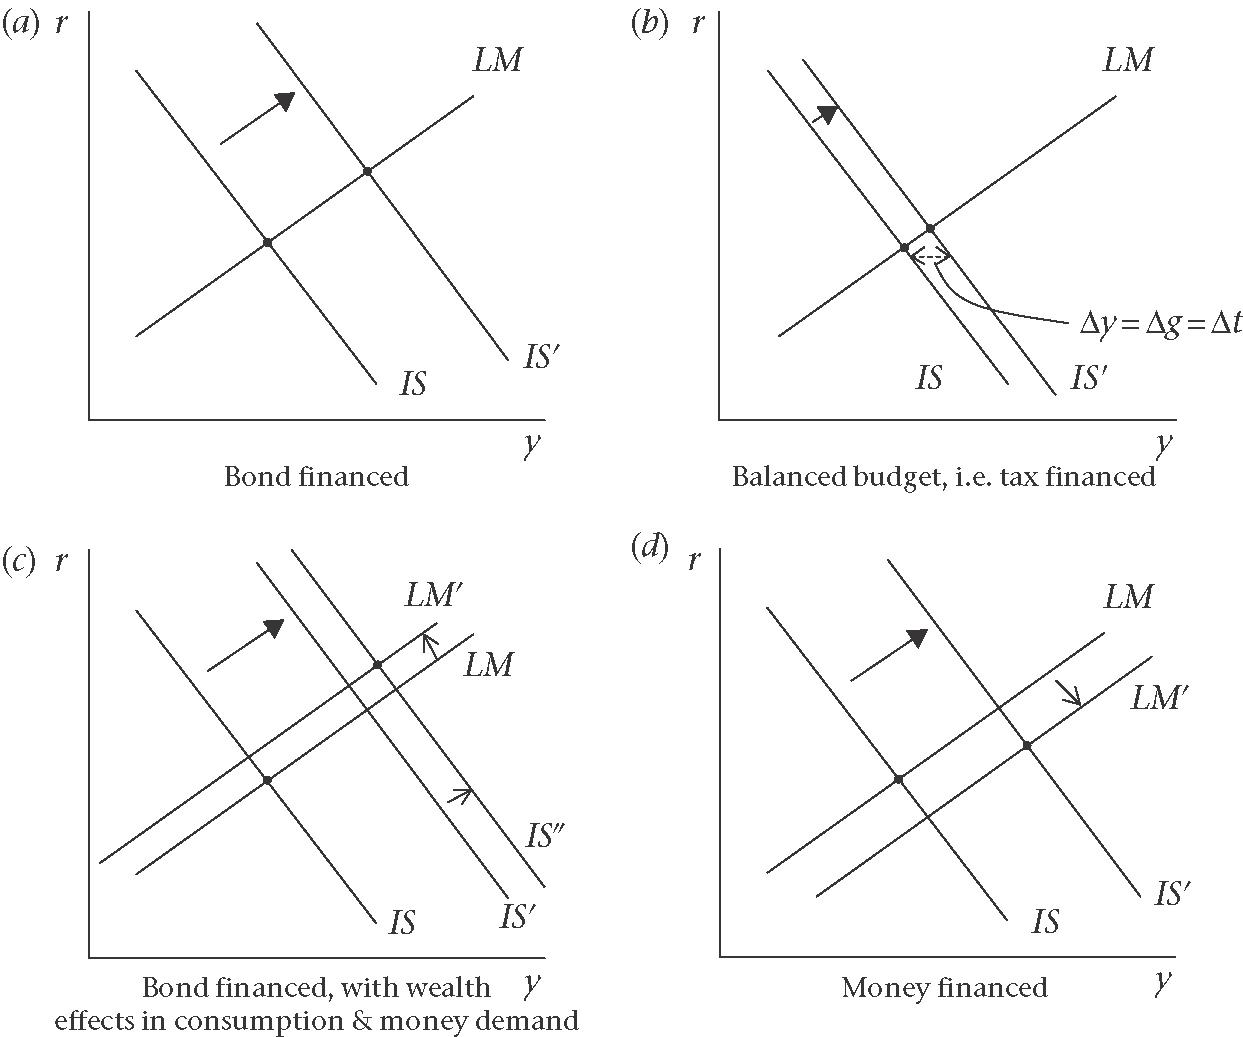 (a) r
LM
IS′
IS
y
Bond financed
(b) r
LM
Δy = Δg = Δt
IS
IS′
y
Balanced budget, i.e. tax financed
(c) r
LM′
LM
IS″
IS′
IS
y
Bond financed, with wealth
effects in consumption & money demand
(d) r
LM
LM′
IS′
IS
y
Money financed